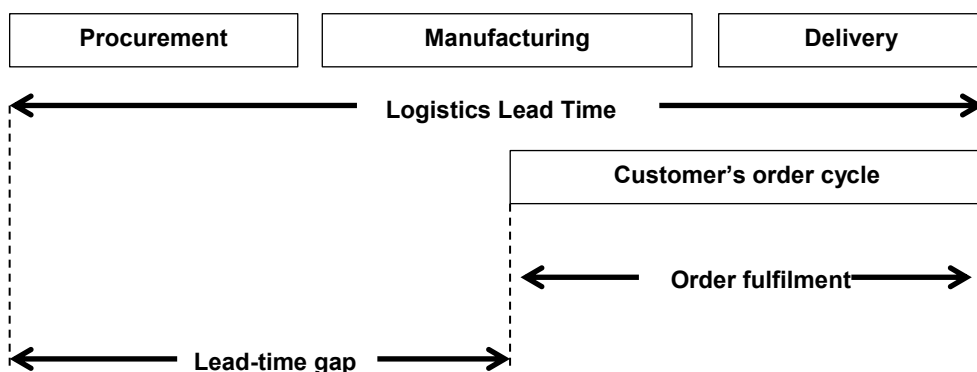 Procurement
Manufacturing
Delivery
Logistics Lead Time
Customer's order cycle
Order fulfilment
Lead-time gap